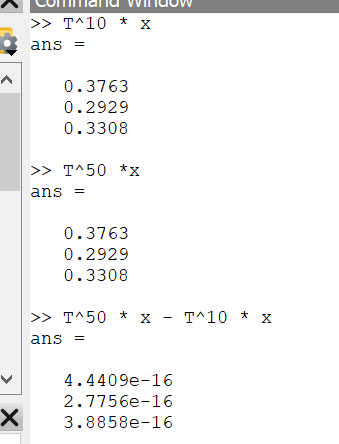 Command Window
>> T^10 * x
ans =
0.3763
0.2929
0.3308
>> T^50 *x
ans =
0.3763
0.2929
0.3308
>> T^50 * x - T^10 * x
ans =
4.4409e-16
2.7756e-16
3.8858e-16